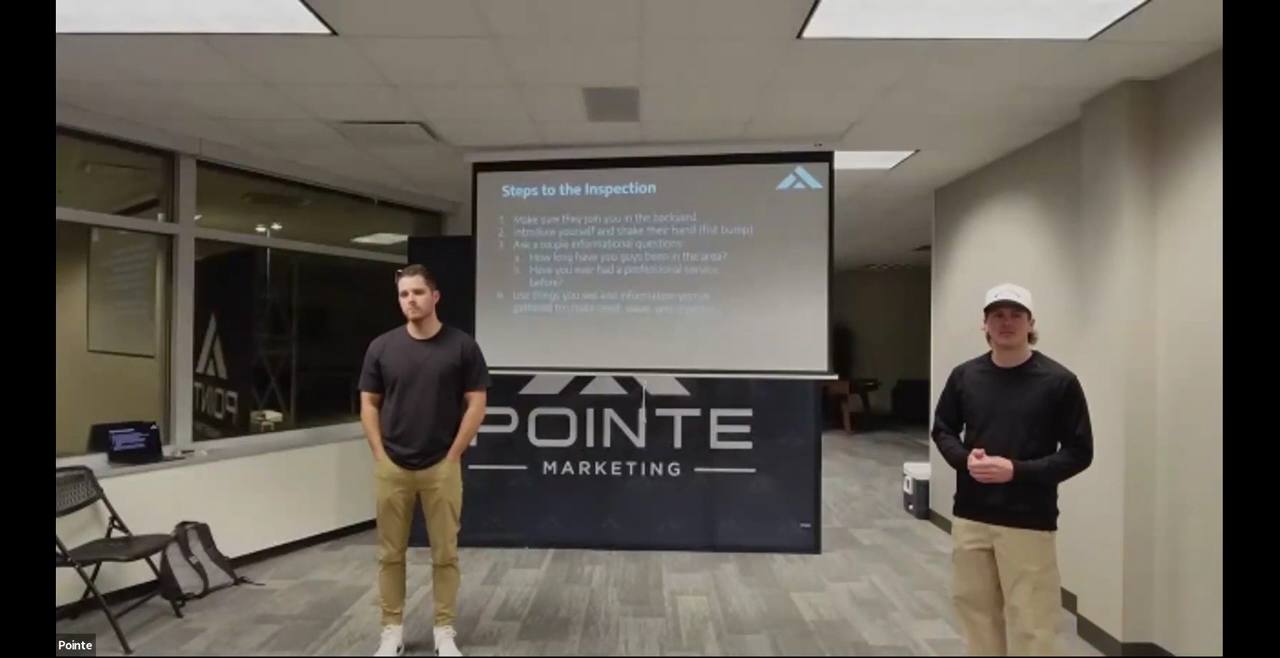 Steps to the Inspection
1. Make sure they join you in the backyard
2. Introduce yourself and shake their hand (fist bump)
3. Ask a couple informational questions:
a. How long have you guys been in the area?
b. Have you ever had a professional service
before?
4. Use things you see and information you've
gathered to
POINTE
MARKETING
Pointe